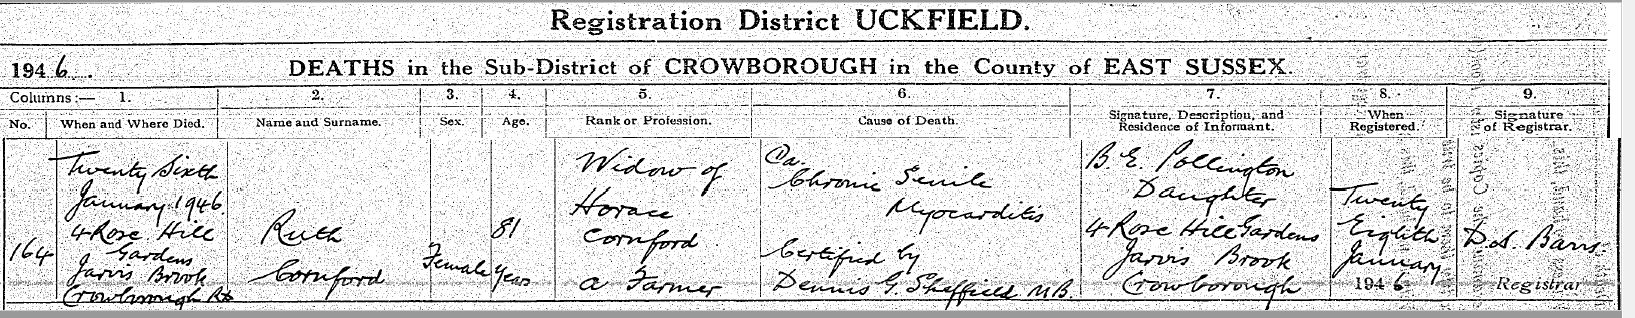 Registration District UCKFIELD.
1946. DEATHS in the Sub-District of CROWBOROUGH in the County of EAST SUSSEX.
Columns:— 1. 2. 3. 4. 5. 6. 7. 8. 9.
No. When and Where Died. Name and Surname. Sex. Age. Rank or Profession. Cause of Death. Signature, Description, and Residence of Informant. When Registered. Signature of Registrar.
164
Twenty Sixth
January 1946
4 Rose Hill
Gardens
Jarvis Brook
Crowborough
Ruth
Cornford
Female
81
years
Widow of
Horace
Cornford
a Farmer
Ca.
Chronic Senile
Myocarditis
Certified by
Dennis G. Sheffield M.B.
B. E. Pollington
Daughter
4 Rose Hill Gardens
Jarvis Brook
Crowborough
Twenty
Eighth
January
1946
Registrar